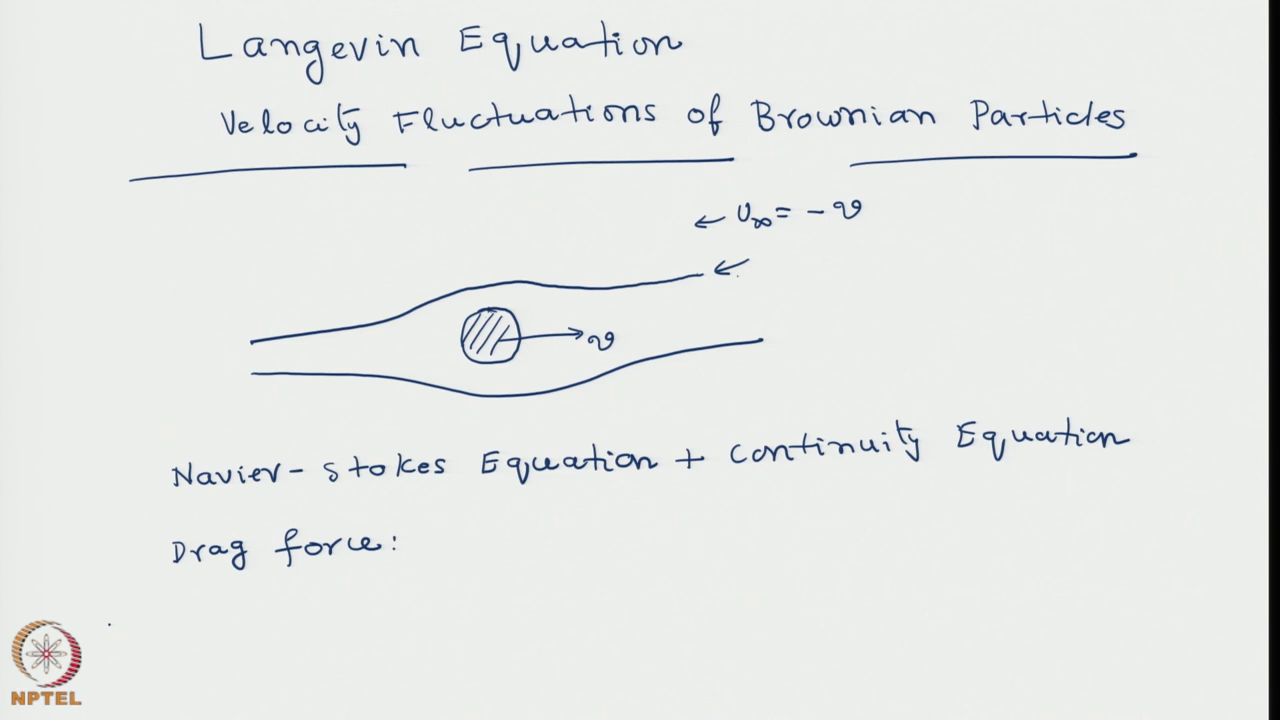 Langevin Equation
Velocity Fluctuations of Brownian Particles
← U∞ = - v
v
Navier-Stokes Equation + Continuity Equation
Drag force:
NPTEL